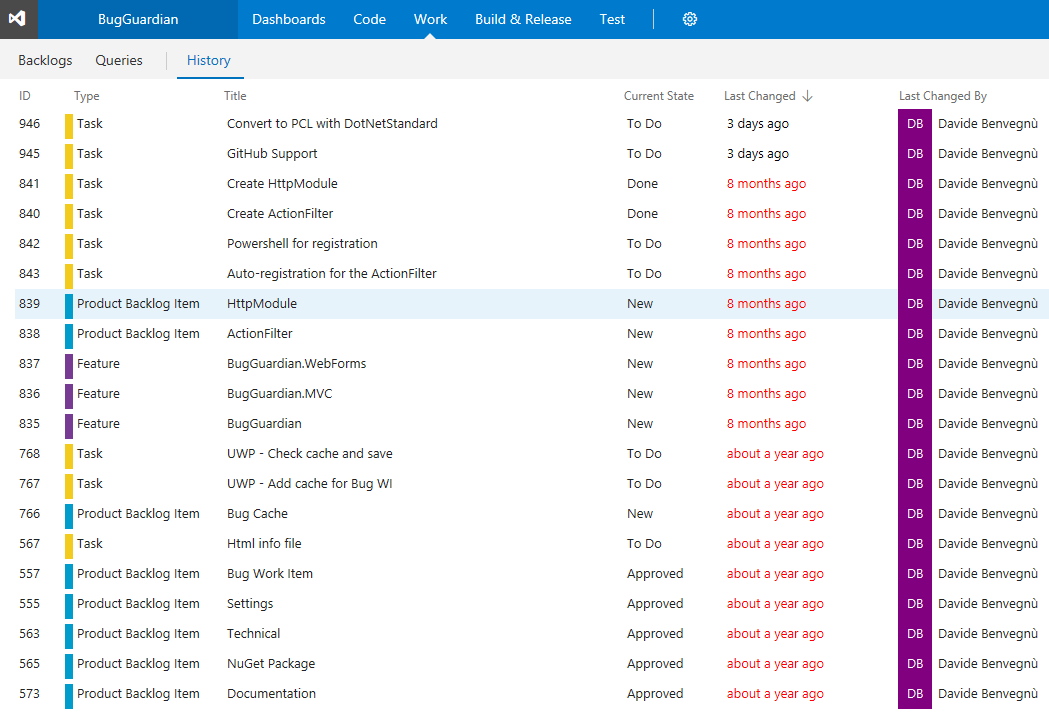 BugGuardian Dashboards Code Work Build & Release Test
Backlogs Queries History
ID Type Title Current State Last Changed Last Changed By
946 Task Convert to PCL with DotNetStandard To Do 3 days ago DB Davide Benvegnù
945 Task GitHub Support To Do 3 days ago DB Davide Benvegnù
841 Task Create HttpModule Done 8 months ago DB Davide Benvegnù
840 Task Create ActionFilter Done 8 months ago DB Davide Benvegnù
842 Task Powershell for registration To Do 8 months ago DB Davide Benvegnù
843 Task Auto-registration for the ActionFilter To Do 8 months ago DB Davide Benvegnù
839 Product Backlog Item HttpModule New 8 months ago DB Davide Benvegnù
838 Product Backlog Item ActionFilter New 8 months ago DB Davide Benvegnù
837 Feature BugGuardian.WebForms New 8 months ago DB Davide Benvegnù
836 Feature BugGuardian.MVC New 8 months ago DB Davide Benvegnù
835 Feature BugGuardian New 8 months ago DB Davide Benvegnù
768 Task UWP - Check cache and save To Do about a year ago DB Davide Benvegnù
767 Task UWP - Add cache for Bug WI To Do about a year ago DB Davide Benvegnù
766 Product Backlog Item Bug Cache New about a year ago DB Davide Benvegnù
567 Task Html info file To Do about a year ago DB Davide Benvegnù
557 Product Backlog Item Bug Work Item Approved about a year ago DB Davide Benvegnù
555 Product Backlog Item Settings Approved about a year ago DB Davide Benvegnù
563 Product Backlog Item Technical Approved about a year ago DB Davide Benvegnù
565 Product Backlog Item NuGet Package Approved about a year ago DB Davide Benvegnù
573 Product Backlog Item Documentation Approved about a year ago DB Davide Benvegnù